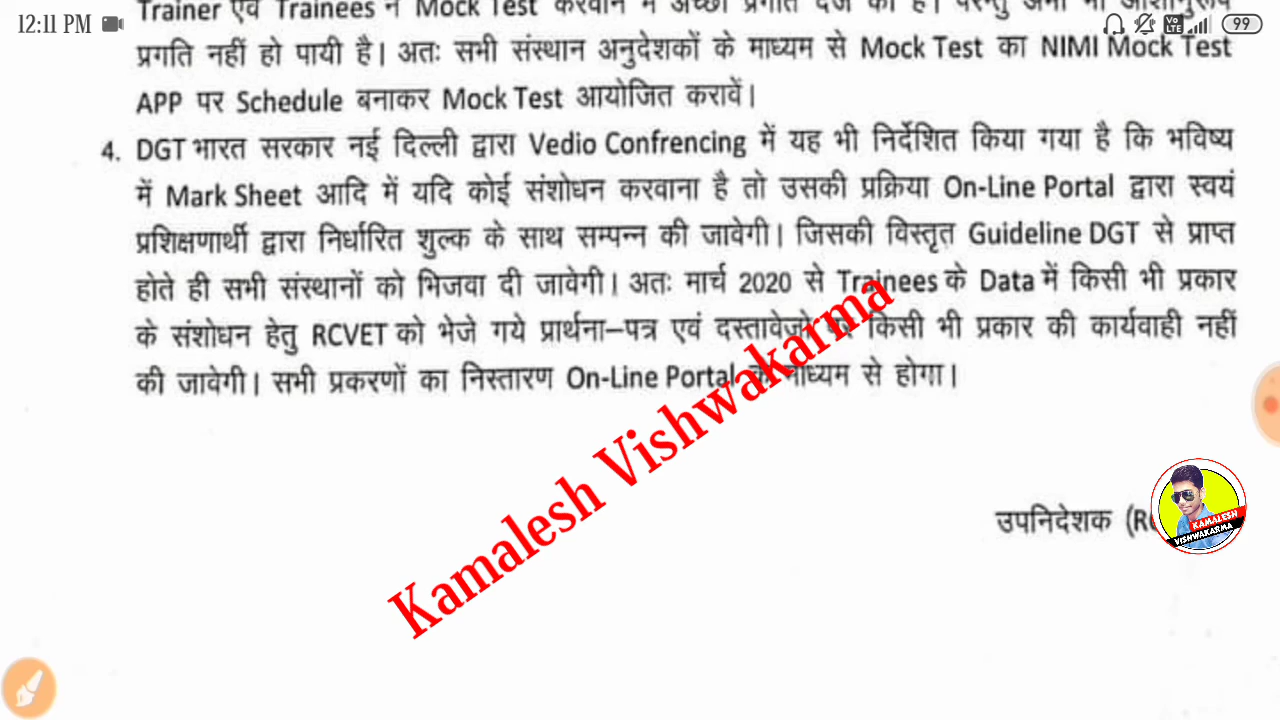 12:11 PM
99
Trainer एवं Trainees ने Mock Test करवाने में अच्छी प्रगति दर्ज की है। परन्तु अभी भी आशानुरूप
प्रगति नहीं हो पायी है। अतः सभी संस्थान अनुदेशकों के माध्यम से Mock Test का NIMI Mock Test
APP पर Schedule बनाकर Mock Test आयोजित करावें।
4. DGT भारत सरकार नई दिल्ली द्वारा Vedio Confrencing में यह भी निर्देशित किया गया है कि भविष्य
में Mark Sheet आदि में यदि कोई संशोधन करवाना है तो उसकी प्रक्रिया On-Line Portal द्वारा स्वयं
प्रशिक्षणार्थी द्वारा निर्धारित शुल्क के साथ सम्पन्न की जावेगी। जिसकी विस्तृत Guideline DGT से प्राप्त
होते ही सभी संस्थानों को भिजवा दी जावेगी। अतः मार्च 2020 से Trainees के Data में किसी भी प्रकार
के संशोधन हेतु RCVET को भेजे गये प्रार्थना–पत्र एवं दस्तावेजो पर किसी भी प्रकार की कार्यवाही नहीं
की जावेगी। सभी प्रकरणों का निस्तारण On-Line Portal के माध्यम से होगा।
Kamalesh Vishwakarma
उपनिदेशक
KAMALESH
VISHWAKARMA